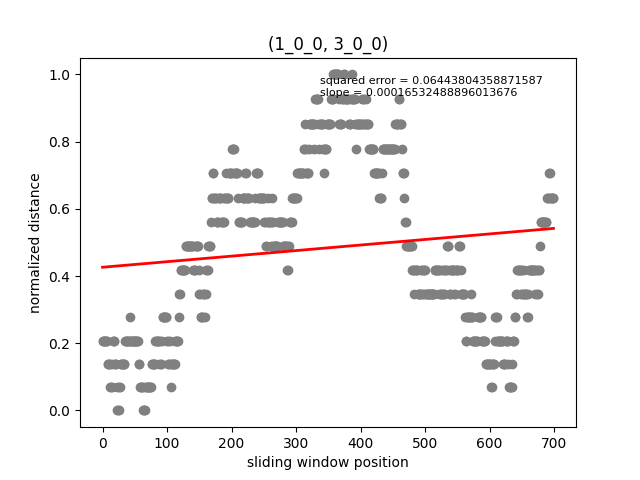 (1_0_0, 3_0_0)
squared error = 0.06443804358871587
slope = 0.00016532488896013676
normalized distance
1.0
0.8
0.6
0.4
0.2
0.0
0 100 200 300 400 500 600 700
sliding window position